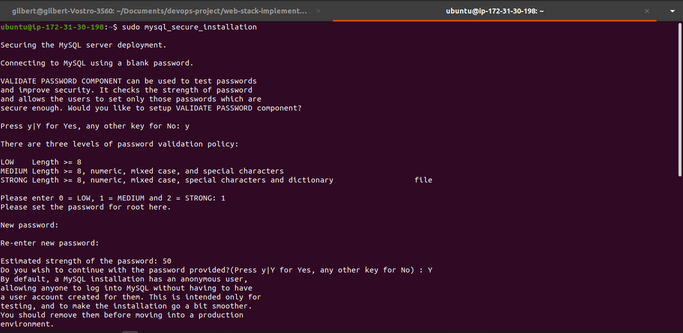 gilbert@gilbert-Vostro-3560: ~/Documents/devops-project/web-stack-implement...
ubuntu@ip-172-31-30-198: ~
ubuntu@ip-172-31-30-198:~$ sudo mysql_secure_installation
Securing the MySQL server deployment.
Connecting to MySQL using a blank password.
VALIDATE PASSWORD COMPONENT can be used to test passwords
and improve security. It checks the strength of password
and allows the users to set only those passwords which are
secure enough. Would you like to setup VALIDATE PASSWORD component?
Press y|Y for Yes, any other key for No: y
There are three levels of password validation policy:
LOW    Length >= 8
MEDIUM Length >= 8, numeric, mixed case, and special characters
STRONG Length >= 8, numeric, mixed case, special characters and dictionary                  file
Please enter 0 = LOW, 1 = MEDIUM and 2 = STRONG: 1
Please set the password for root here.
New password:
Re-enter new password:
Estimated strength of the password: 50
Do you wish to continue with the password provided?(Press y|Y for Yes, any other key for No) : Y
By default, a MySQL installation has an anonymous user,
allowing anyone to log into MySQL without having to have
a user account created for them. This is intended only for
testing, and to make the installation go a bit smoother.
You should remove them before moving into a production
environment.